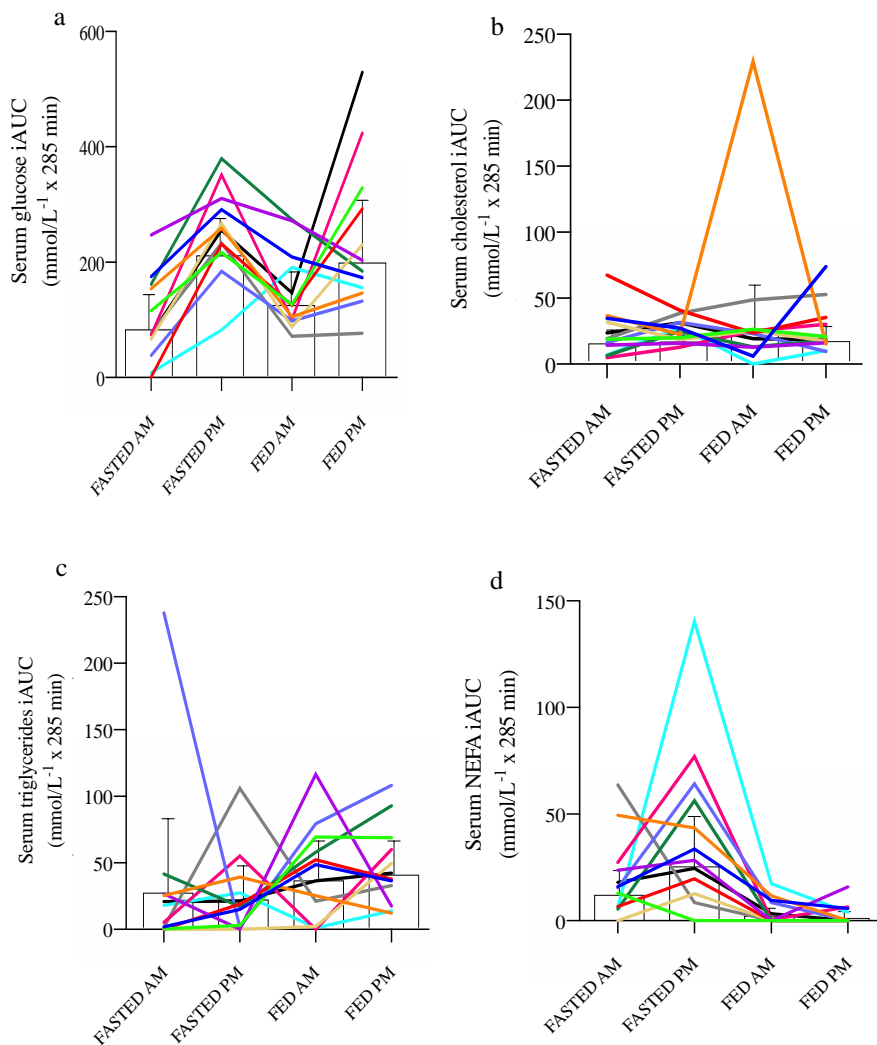 a
Serum glucose iAUC
(mmol/L⁻¹ x 285 min)
600
400
200
0
FASTED AM
FASTED PM
FED AM
FED PM
b
Serum cholesterol iAUC
(mmol/L⁻¹ x 285 min)
250
200
150
100
50
0
FASTED AM
FASTED PM
FED AM
FED PM
c
Serum triglycerides iAUC
(mmol/L⁻¹ x 285 min)
250
200
150
100
50
0
FASTED AM
FASTED PM
FED AM
FED PM
d
Serum NEFA iAUC
(mmol/L⁻¹ x 285 min)
150
100
50
0
FASTED AM
FASTED PM
FED AM
FED PM